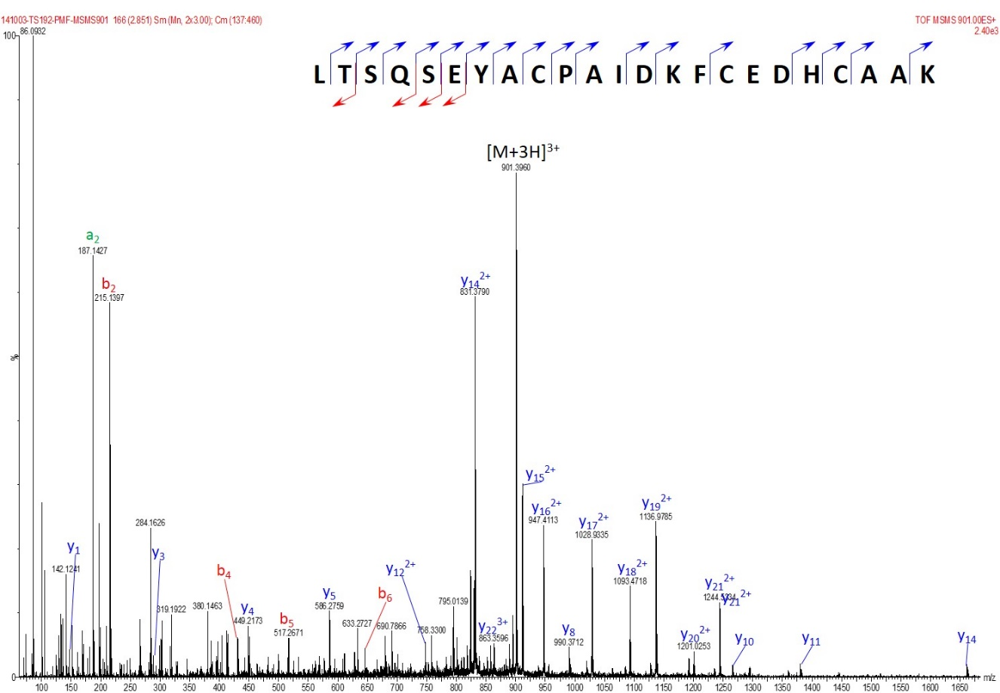 141003-TS192-PMF-MSMS901 166 (2.851) Sm (Mn, 2x3.00); Cm (137:460)
TOF MSMS 901.00ES+
2.40e3
100
86.0932
L T S Q S E Y A C P A I D K F C E D H C A A K
[M+3H]3+
901.3960
a2
187.1427
b2
215.1397
y14 2+
831.3790
%
y15 2+
y16 2+
947.4113
y17 2+
1028.9335
y19 2+
1136.9785
284.1626
y1
142.1241
y3
b4
y12 2+
y18 2+
1093.4718
y21 2+
y21 2+
319.1922
380.1463
y4
449.2173
b5
517.2671
y5
586.2759
b6
633.2727
690.7866
758.3300
795.0139
y22 3+
863.3596
y8
990.3712
y20 2+
1201.0253
y10
y11
y14
0
100 150 200 250 300 350 400 450 500 550 600 650 700 750 800 850 900 950 1000 1050 1100 1150 1200 1250 1300 1350 1400 1450 1500 1550 1600 1650
m/z